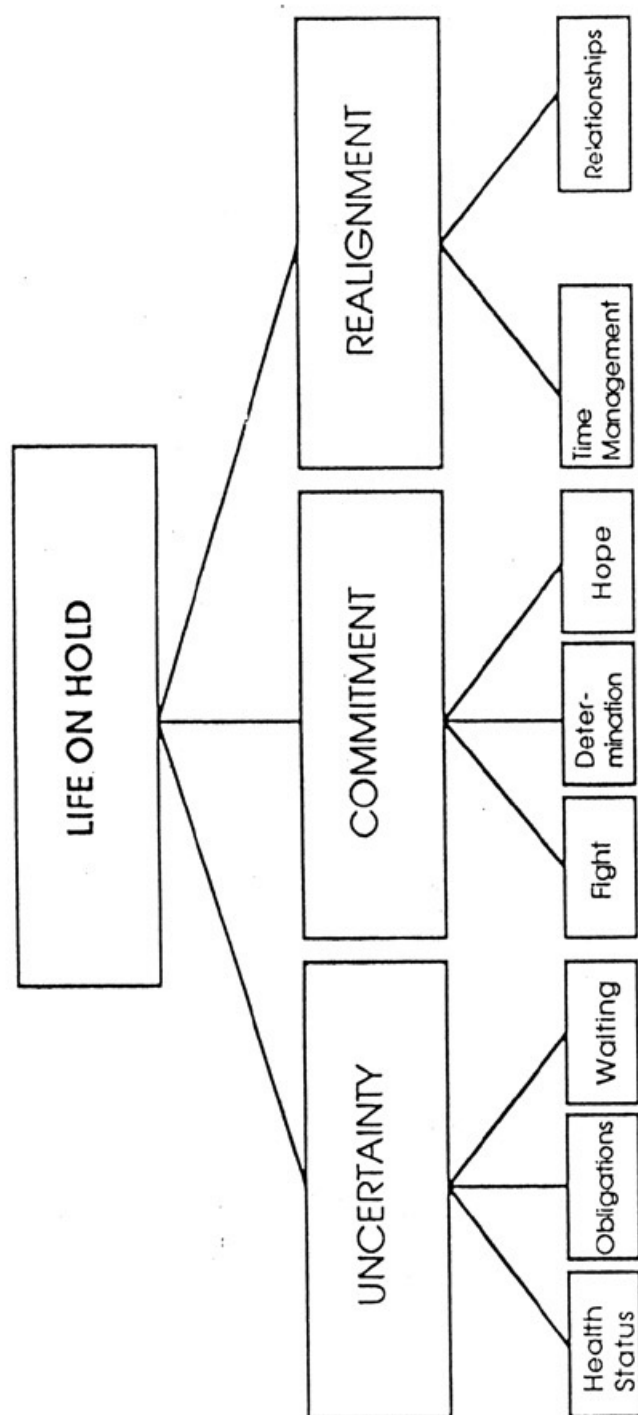 LIFE ON HOLD
UNCERTAINTY
COMMITMENT
REALIGNMENT
Health
Status
Obligations
Waiting
Fight
Deter-
mination
Hope
Time
Management
Relationships